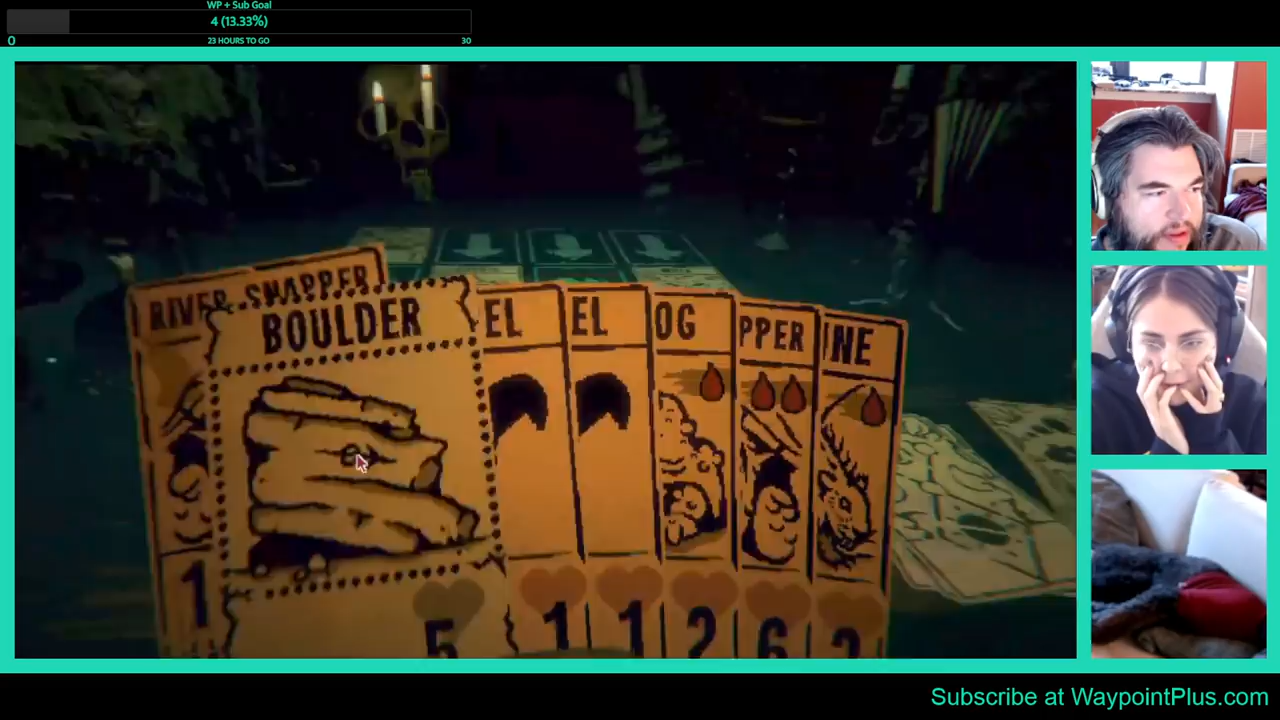 WP + Sub Goal
4 (13.33%)
0
23 HOURS TO GO
30
RIVER SNAPPER
BOULDER
EL
EL
OG
PPER
INE
1
5
1
1
2
6
Subscribe at WaypointPlus.com